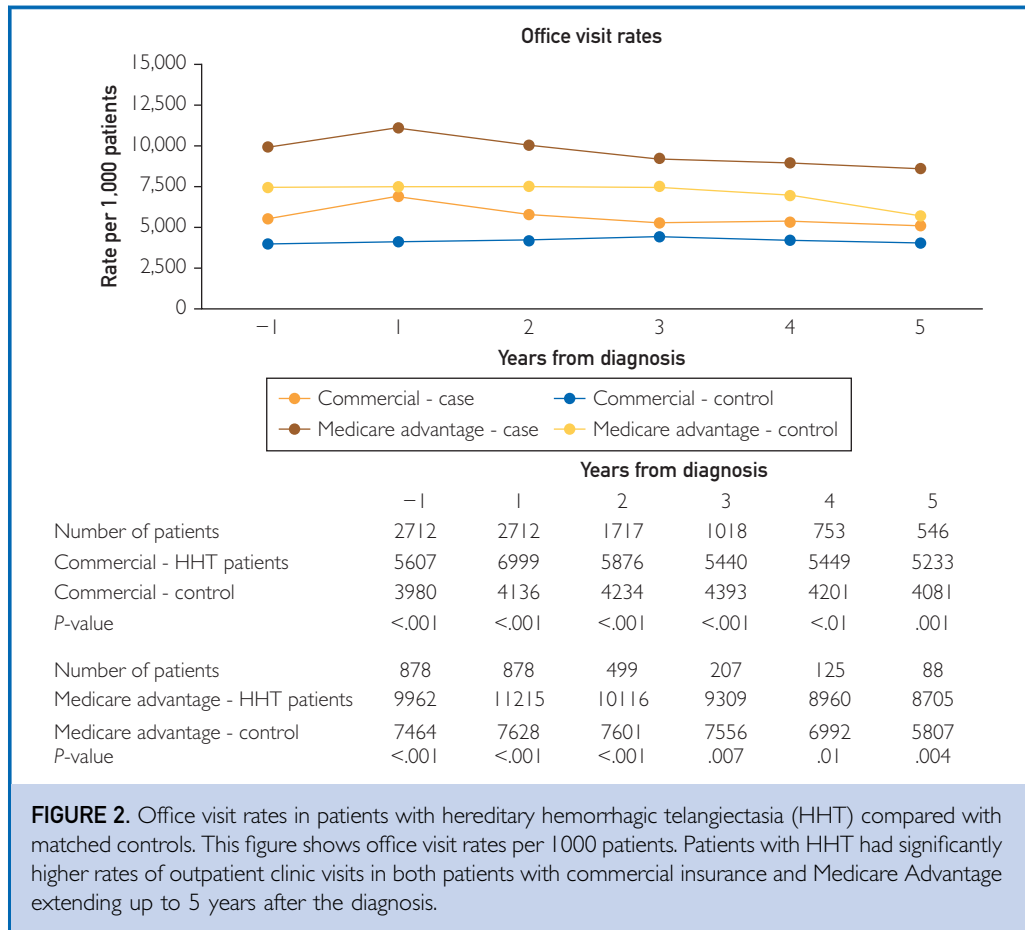 Office visit rates
15,000
12,500
10,000
7,500
5,000
2,500
0
Rate per 1,000 patients
−1 1 2 3 4 5
Years from diagnosis
Commercial - case Commercial - control
Medicare advantage - case Medicare advantage - control
Years from diagnosis
−1 1 2 3 4 5
Number of patients 2712 2712 1717 1018 753 546
Commercial - HHT patients 5607 6999 5876 5440 5449 5233
Commercial - control 3980 4136 4234 4393 4201 4081
P-value <.001 <.001 <.001 <.001 <.01 .001
Number of patients 878 878 499 207 125 88
Medicare advantage - HHT patients 9962 11215 10116 9309 8960 8705
Medicare advantage - control 7464 7628 7601 7556 6992 5807
P-value <.001 <.001 <.001 .007 .01 .004
FIGURE 2. Office visit rates in patients with hereditary hemorrhagic telangiectasia (HHT) compared with
matched controls. This figure shows office visit rates per 1000 patients. Patients with HHT had significantly
higher rates of outpatient clinic visits in both patients with commercial insurance and Medicare Advantage
extending up to 5 years after the diagnosis.